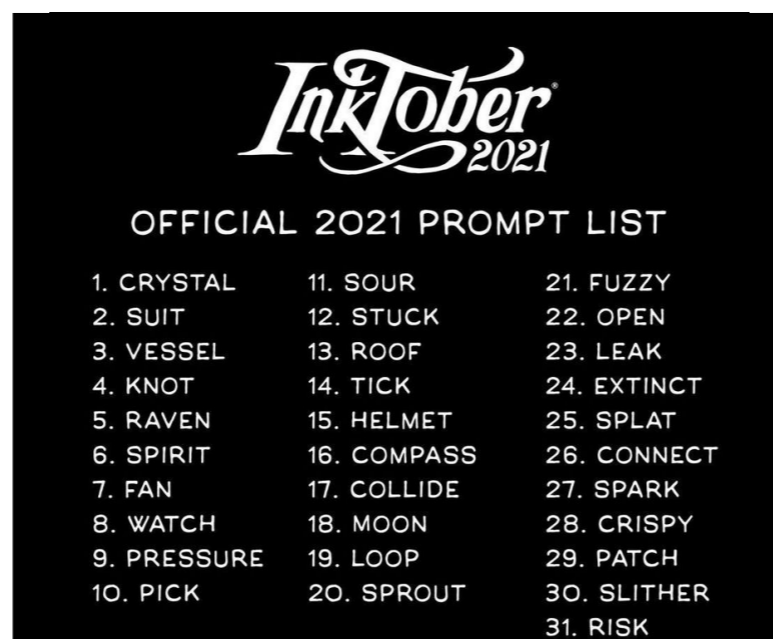 InkTober®
2021
OFFICIAL 2021 PROMPT LIST
1. CRYSTAL
2. SUIT
3. VESSEL
4. KNOT
5. RAVEN
6. SPIRIT
7. FAN
8. WATCH
9. PRESSURE
10. PICK
11. SOUR
12. STUCK
13. ROOF
14. TICK
15. HELMET
16. COMPASS
17. COLLIDE
18. MOON
19. LOOP
20. SPROUT
21. FUZZY
22. OPEN
23. LEAK
24. EXTINCT
25. SPLAT
26. CONNECT
27. SPARK
28. CRISPY
29. PATCH
30. SLITHER
31. RISK